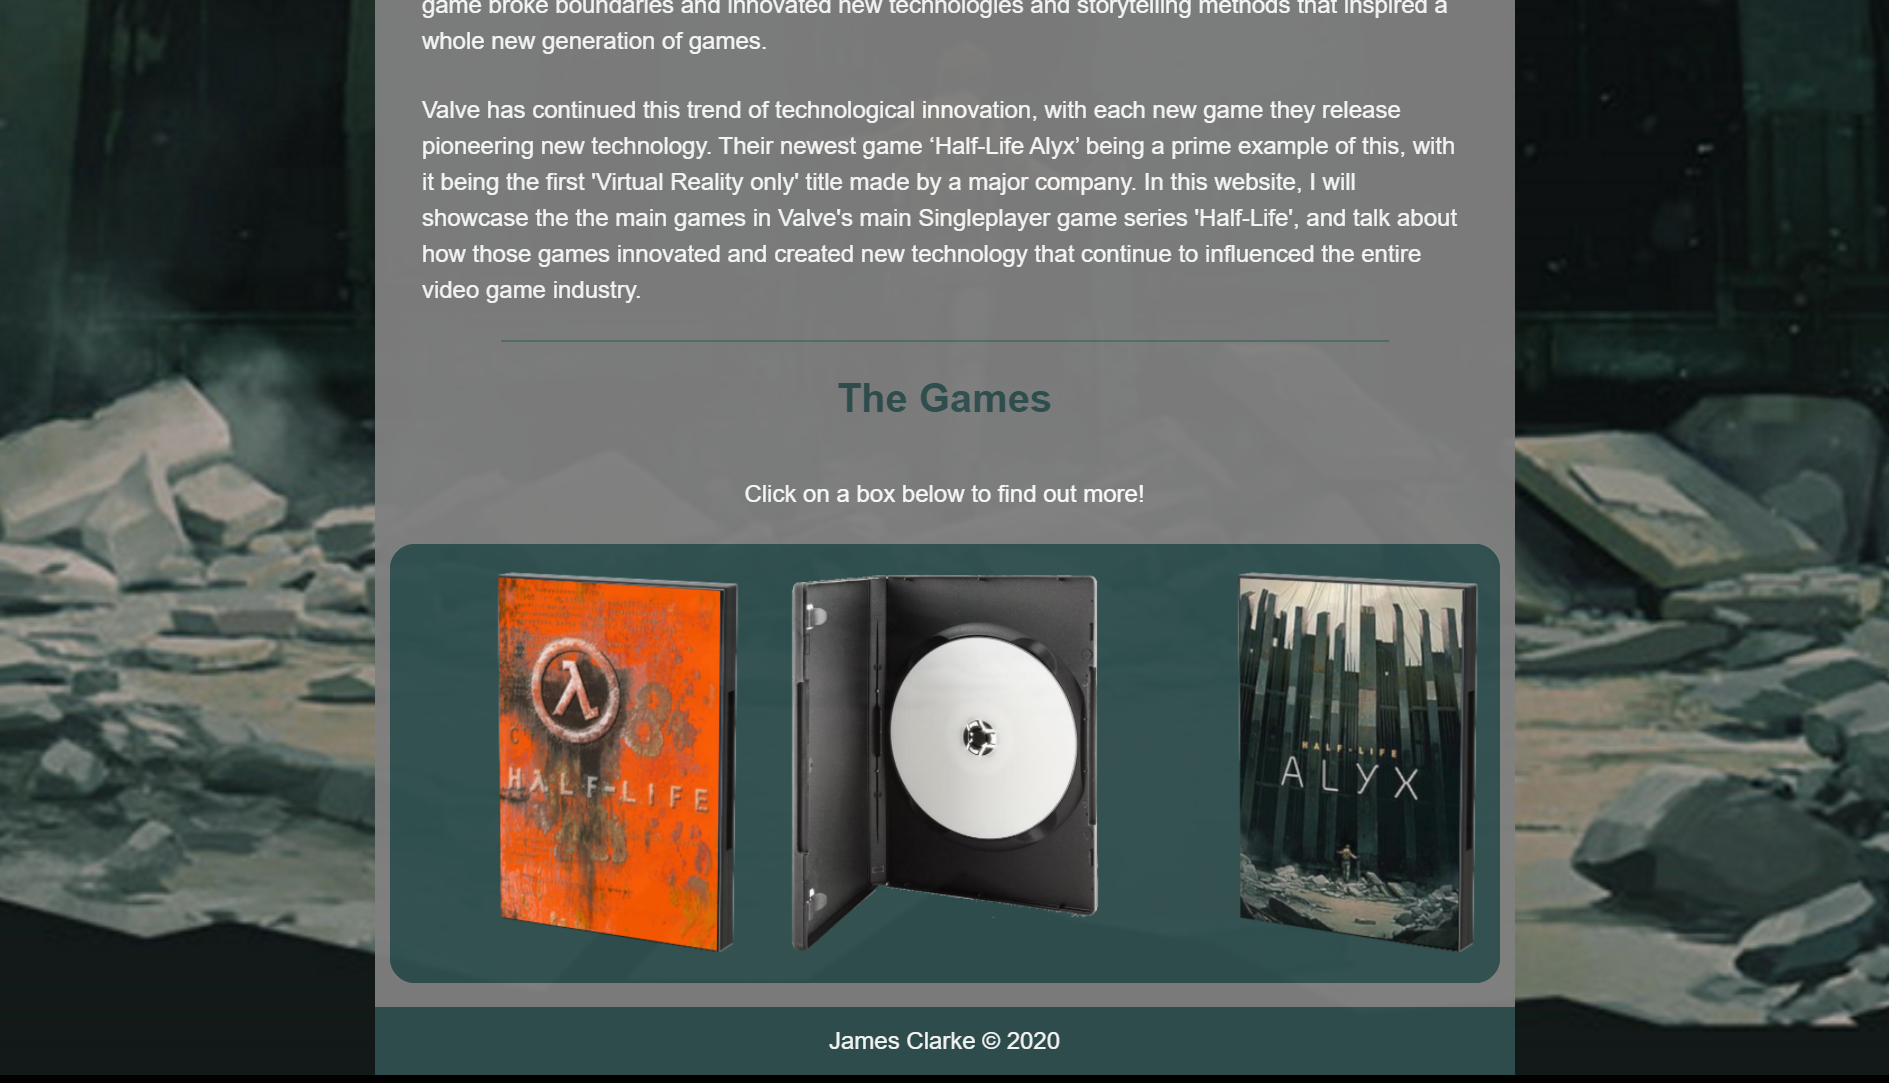 game broke boundaries and innovated new technologies and storytelling methods that inspired a
whole new generation of games.
Valve has continued this trend of technological innovation, with each new game they release
pioneering new technology. Their newest game ‘Half-Life Alyx’ being a prime example of this, with
it being the first 'Virtual Reality only' title made by a major company. In this website, I will
showcase the the main games in Valve's main Singleplayer game series 'Half-Life', and talk about
how those games innovated and created new technology that continue to influenced the entire
video game industry.
The Games
Click on a box below to find out more!
λ
HλLF-LIFE
HALF-LIFE
ALYX
James Clarke © 2020